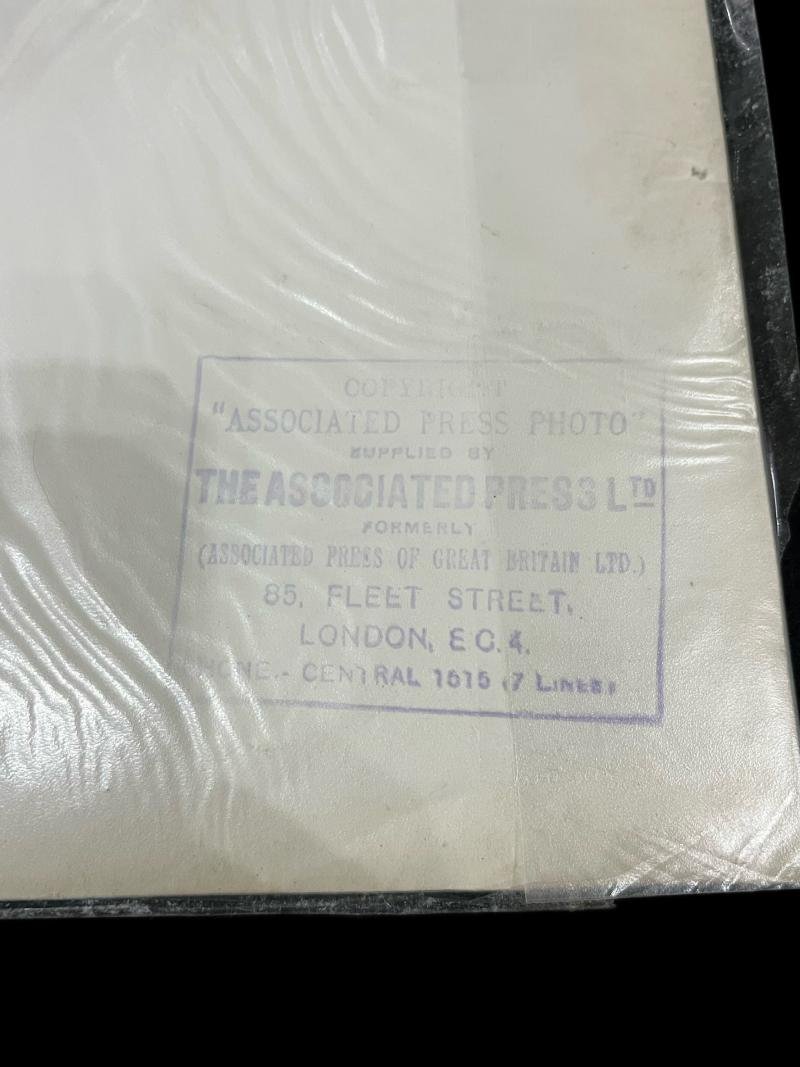 COPYRIGHT
"ASSOCIATED PRESS PHOTO"
SUPPLIED BY
THE ASSOCIATED PRESS LTD
FORMERLY
(ASSOCIATED PRESS OF GREAT BRITAIN LTD.)
85, FLEET STREET,
LONDON, E.C.4.
PHONE.- CENTRAL 1515 (7 LINES)